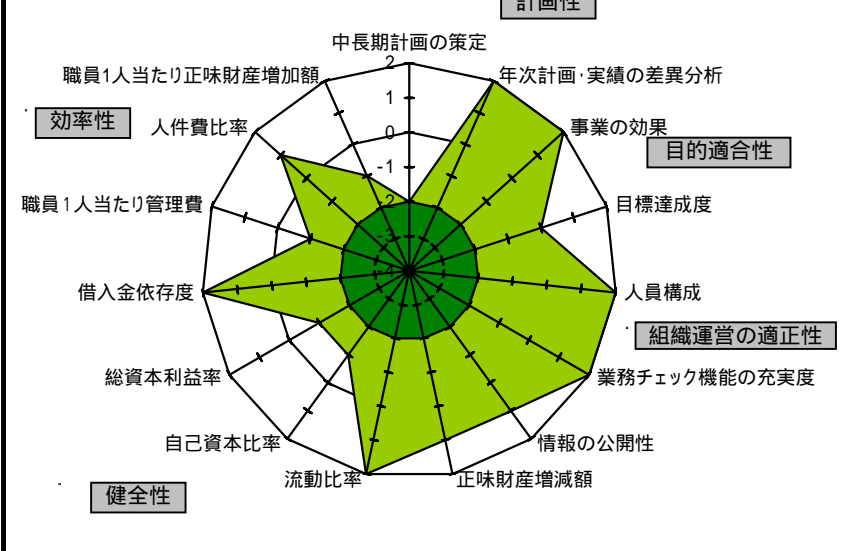 計画性
中長期計画の策定
職員1人当たり正味財産増加額
年次計画・実績の差異分析
効率性
人件費比率
事業の効果
目的適合性
職員1人当たり管理費
目標達成度
借入金依存度
人員構成
組織運営の適正性
総資本利益率
業務チェック機能の充実度
自己資本比率
情報の公開性
流動比率
正味財産増減額
健全性
2
1
0
-1
-2
-3
-4